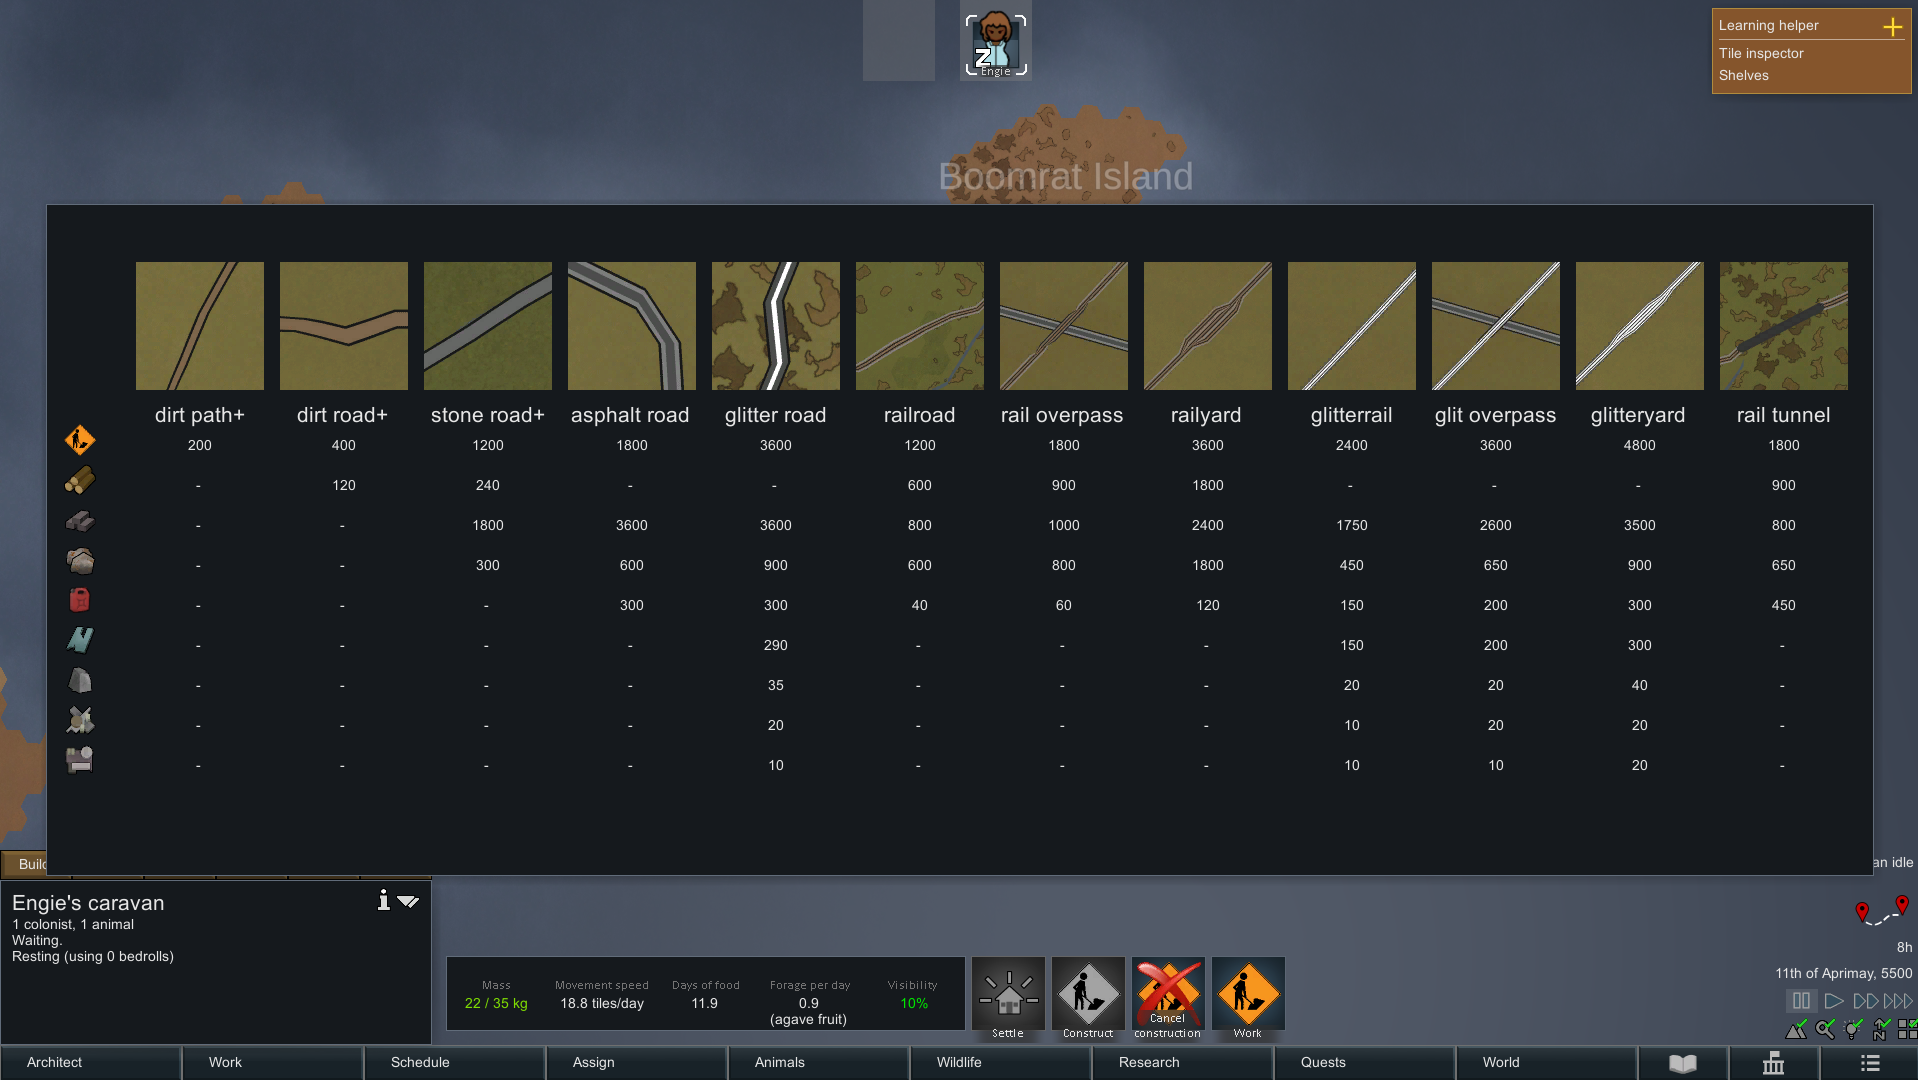 Z
Engie
Learning helper
Tile inspector
Shelves
Boomrat Island
dirt path+ dirt road+ stone road+ asphalt road glitter road railroad rail overpass railyard glitterrail glit overpass glitteryard rail tunnel
200 400 1200 1800 3600 1200 1800 3600 2400 3600 4800 1800
- 120 240 - - 600 900 1800 - - - 900
- - 1800 3600 3600 800 1000 2400 1750 2600 3500 800
- - 300 600 900 600 800 1800 450 650 900 650
- - - 300 300 40 60 120 150 200 300 450
- - - - 290 - - - 150 200 300 -
- - - - 35 - - - 20 20 40 -
- - - - 20 - - - 10 20 20 -
- - - - 10 - - - 10 10 20 -
Build
an idle
Engie's caravan
1 colonist, 1 animal
Waiting.
Resting (using 0 bedrolls)
Mass Movement speed Days of food Forage per day Visibility
22 / 35 kg 18.8 tiles/day 11.9 0.9 10%
(agave fruit)
Settle
Construct
Cancel
construction
Work
8h
11th of Aprimay, 5500
Architect Work Schedule Assign Animals Wildlife Research Quests World